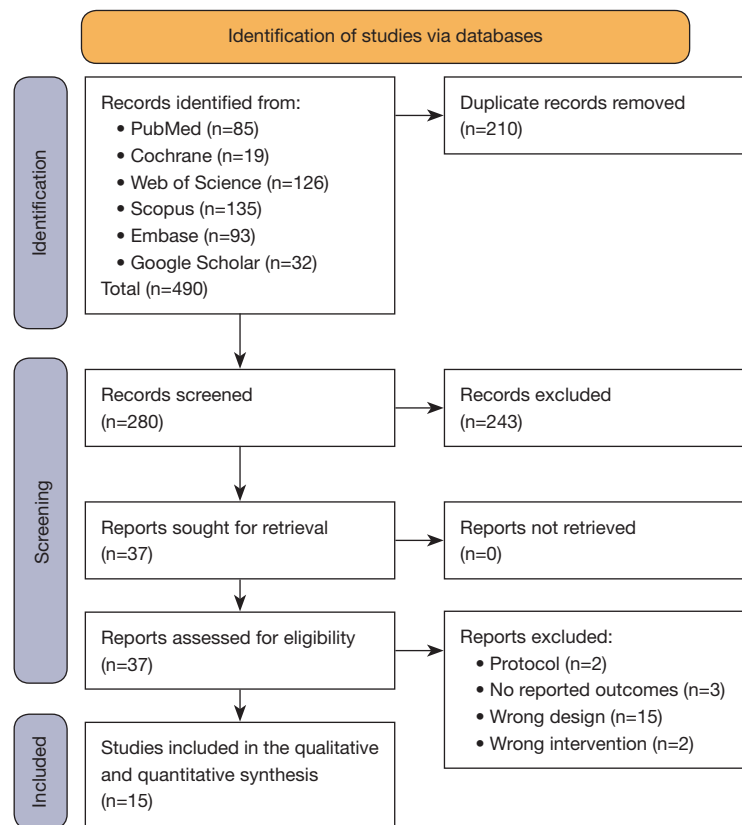 Identification of studies via databases
Identification
Records identified from:
• PubMed (n=85)
• Cochrane (n=19)
• Web of Science (n=126)
• Scopus (n=135)
• Embase (n=93)
• Google Scholar (n=32)
Total (n=490)
Duplicate records removed
(n=210)
Screening
Records screened
(n=280)
Records excluded
(n=243)
Reports sought for retrieval
(n=37)
Reports not retrieved
(n=0)
Reports assessed for eligibility
(n=37)
Reports excluded:
• Protocol (n=2)
• No reported outcomes (n=3)
• Wrong design (n=15)
• Wrong intervention (n=2)
Included
Studies included in the qualitative
and quantitative synthesis
(n=15)